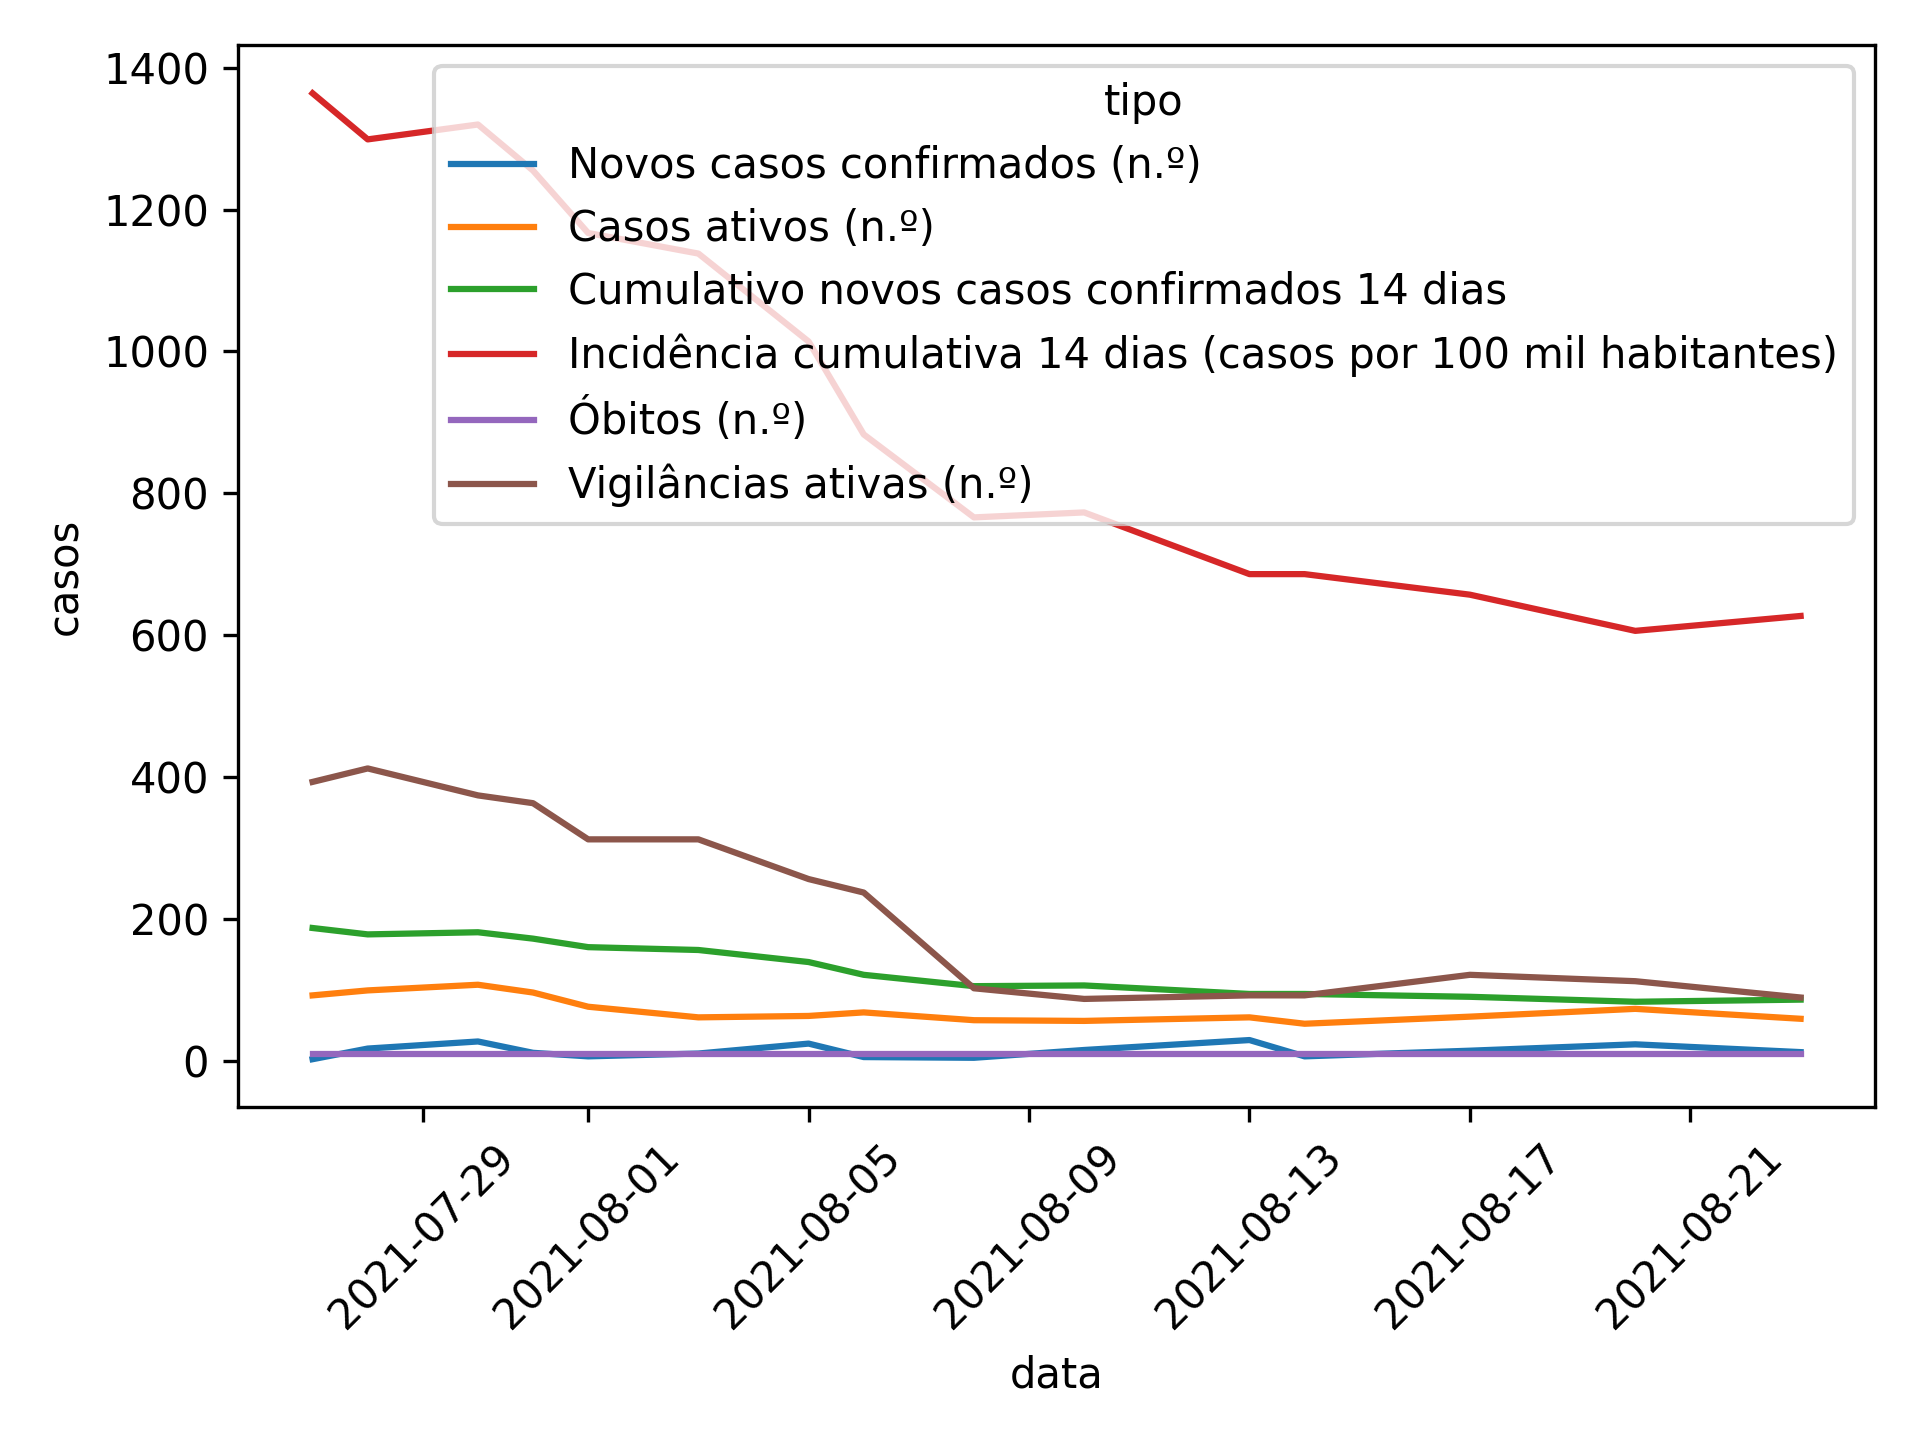 tipo
Novos casos confirmados (n.º)
Casos ativos (n.º)
Cumulativo novos casos confirmados 14 dias
Incidência cumulativa 14 dias (casos por 100 mil habitantes)
Óbitos (n.º)
Vigilâncias ativas (n.º)
1400
1200
1000
800
600
400
200
0
casos
2021-07-29
2021-08-01
2021-08-05
2021-08-09
2021-08-13
2021-08-17
2021-08-21
data